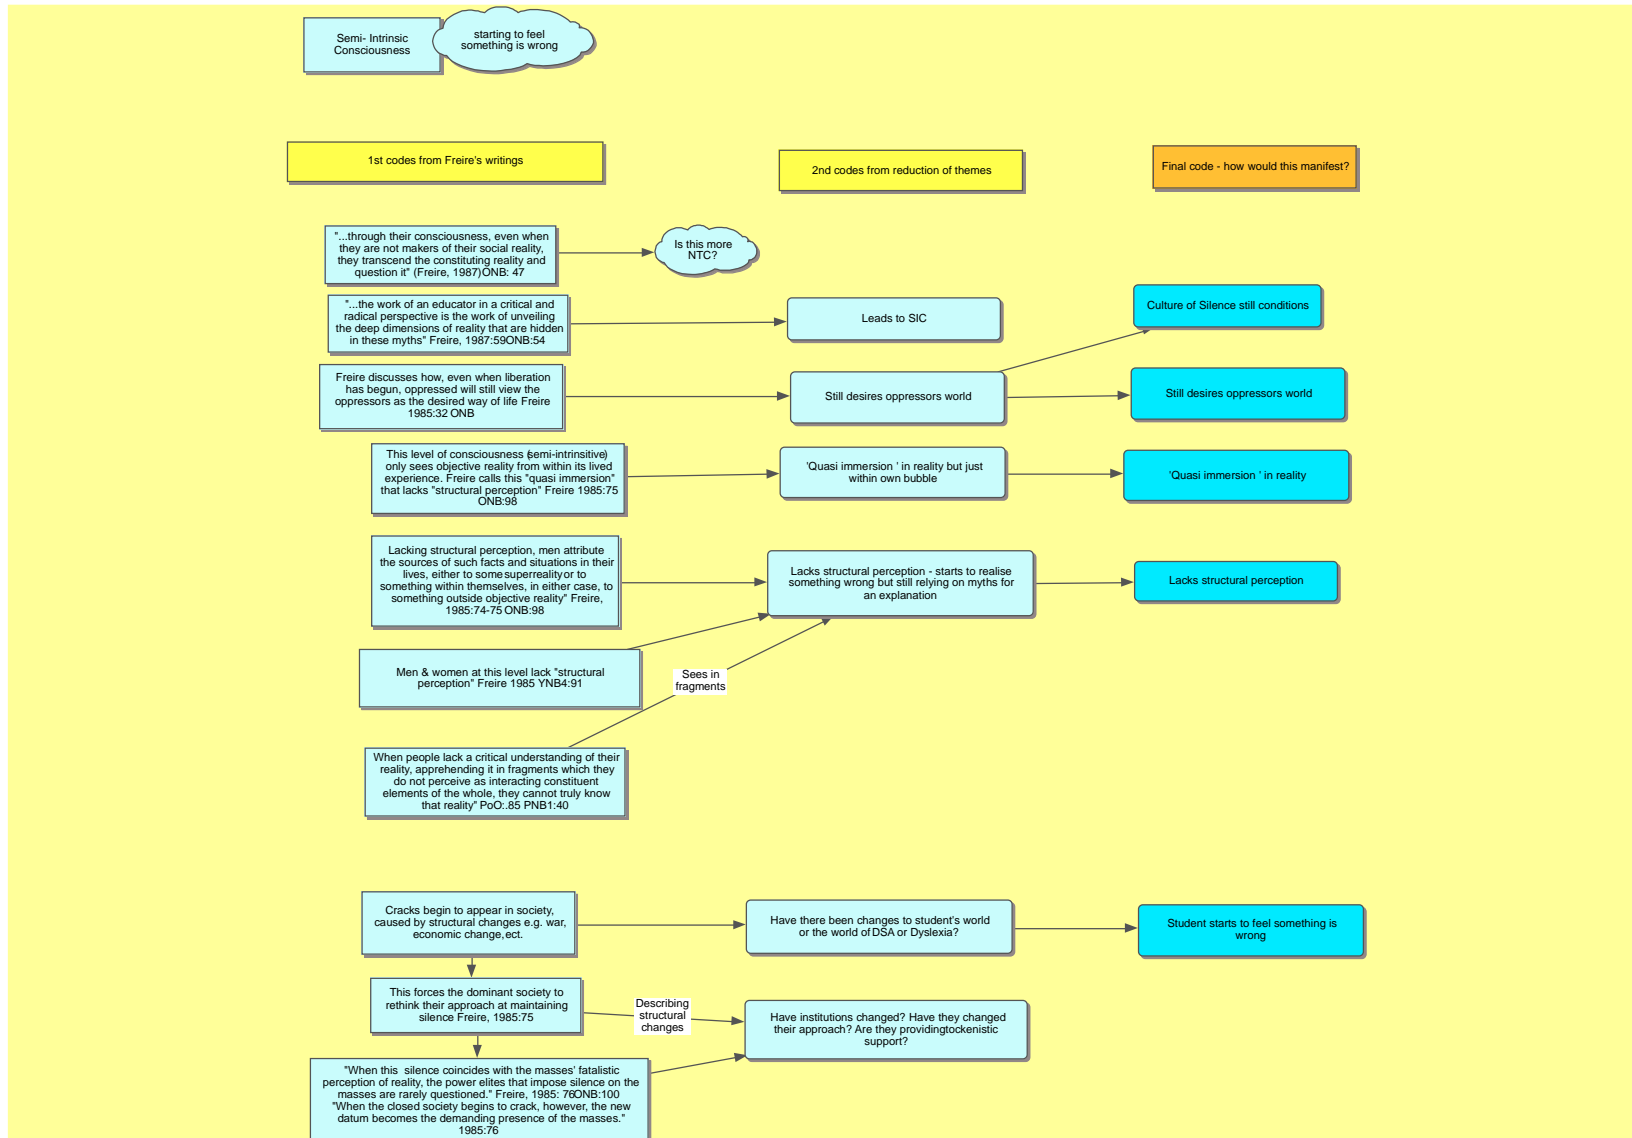 Semi- Intrinsic
Consciousness
starting to feel
something is wrong
1st codes from Freire's writings
2nd codes from reduction of themes
Final code - how would this manifest?
"...through their consciousness, even when
they are not makers of their social reality,
they transcend the constituting reality and
question it" (Freire, 1987)ONB: 47
Is this more
NTC?
"...the work of an educator in a critical and
radical perspective is the work of unveiling
the deep dimensions of reality that are hidden
in these myths" Freire, 1987:59ONB:54
Leads to SIC
Culture of Silence still conditions
Freire discusses how, even when liberation
has begun, oppressed will still view the
oppressors as the desired way of life Freire
1985:32 ONB
Still desires oppressors world
Still desires oppressors world
This level of consciousness (semi-intrinsitive)
only sees objective reality from within its lived
experience. Freire calls this "quasi immersion"
that lacks "structural perception" Freire 1985:75
ONB:98
'Quasi immersion ' in reality but just
within own bubble
'Quasi immersion ' in reality
Lacking structural perception, men attribute
the sources of such facts and situations in their
lives, either to some superreality or to
something within themselves, in either case, to
something outside objective reality" Freire,
1985:74-75 ONB:98
Lacks structural perception - starts to realise
something wrong but still relying on myths for
an explanation
Lacks structural perception
Men & women at this level lack "structural
perception" Freire 1985 YNB4:91
Sees in
fragments
When people lack a critical understanding of their
reality, apprehending it in fragments which they
do not perceive as interacting constituent
elements of the whole, they cannot truly know
that reality" PoO:.85 PNB1:40
Cracks begin to appear in society,
caused by structural changes e.g. war,
economic change,ect.
Have there been changes to student's world
or the world of DSA or Dyslexia?
Student starts to feel something is
wrong
This forces the dominant society to
rethink their approach at maintaining
silence Freire, 1985:75
Describing
structural
changes
Have institutions changed? Have they changed
their approach? Are they providingtockenistic
support?
"When this  silence coincides with the masses' fatalistic
perception of reality, the power elites that impose silence on the
masses are rarely questioned." Freire, 1985: 76ONB:100
"When the closed society begins to crack, however, the new
datum becomes the demanding presence of the masses."
1985:76